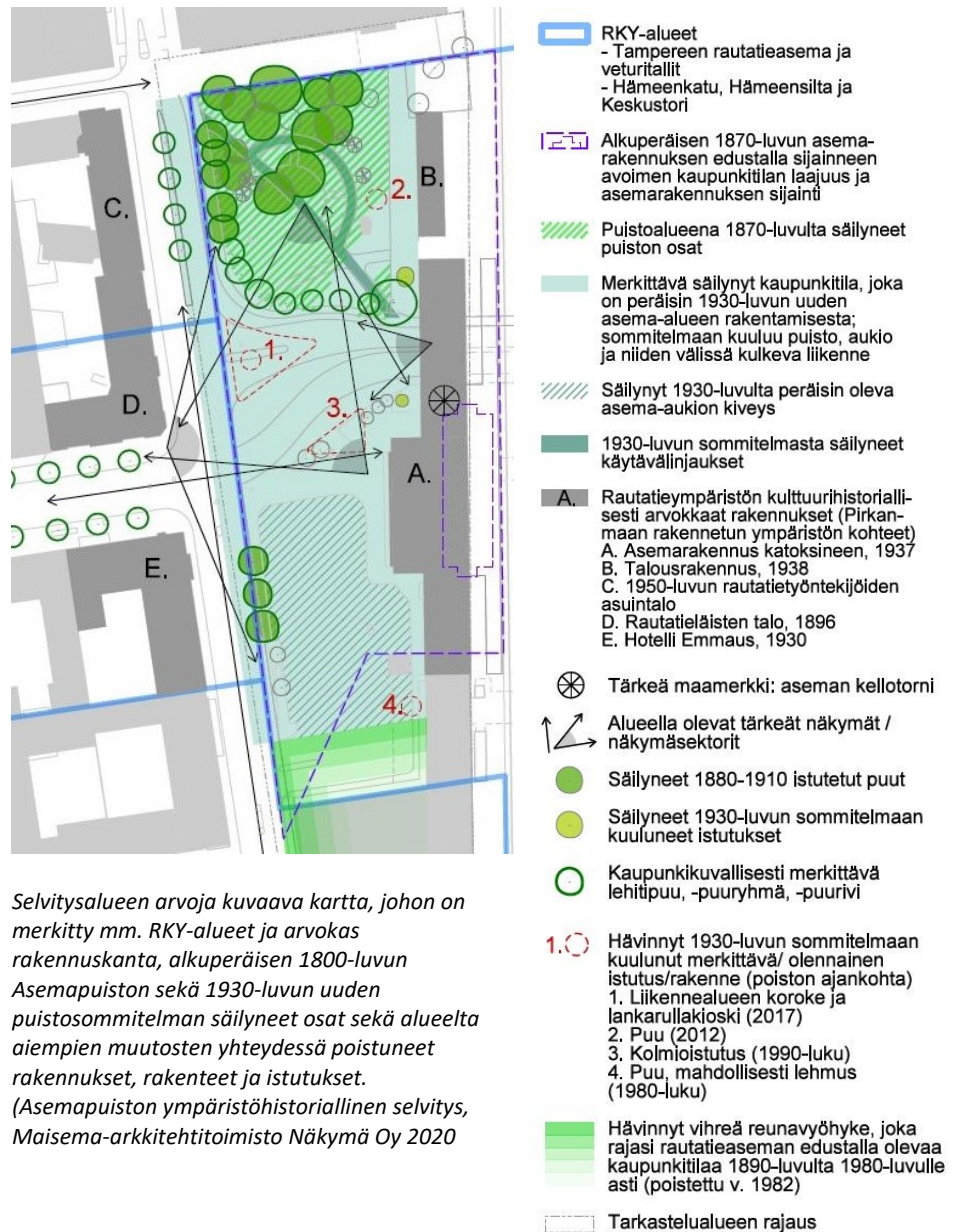 C.
B.
2.
1.
D.
3.
A.
E.
4.
Selvitysalueen arvoja kuvaava kartta, johon on
merkitty mm. RKY-alueet ja arvokas
rakennuskanta, alkuperäisen 1800-luvun
Asemapuiston sekä 1930-luvun uuden
puistosommitelman säilyneet osat sekä alueelta
aiempien muutosten yhteydessä poistuneet
rakennukset, rakenteet ja istutukset.
(Asemapuiston ympäristöhistoriallinen selvitys,
Maisema-arkkitehtitoimisto Näkymä Oy 2020
RKY-alueet
- Tampereen rautatieasema ja
veturitallit
- Hämeenkatu, Hämeensilta ja
Keskustori
Alkuperäisen 1870-luvun asema-
rakennuksen edustalla sijainneen
avoimen kaupunkitilan laajuus ja
asemarakennuksen sijainti
Puistoalueena 1870-luvulta säilyneet
puiston osat
Merkittävä säilynyt kaupunkitila, joka
on peräisin 1930-luvun uuden
asema-alueen rakentamisesta;
sommitelmaan kuuluu puisto, aukio
ja niiden välissä kulkeva liikenne
Säilynyt 1930-luvulta peräisin oleva
asema-aukion kiveys
1930-luvun sommitelmasta säilyneet
käytävälinjaukset
A. Rautatieympäristön kulttuurihistorialli-
sesti arvokkaat rakennukset (Pirkan-
maan rakennetun ympäristön kohteet)
A. Asemarakennus katoksineen, 1937
B. Talousrakennus, 1938
C. 1950-luvun rautatietyöntekijöiden
asuintalo
D. Rautatieläisten talo, 1896
E. Hotelli Emmaus, 1930
Tärkeä maamerkki: aseman kellotorni
Alueella olevat tärkeät näkymät /
näkymäsektorit
Säilyneet 1880-1910 istutetut puut
Säilyneet 1930-luvun sommitelmaan
kuuluneet istutukset
Kaupunkikuvallisesti merkittävä
lehitipuu, -puuryhmä, -puurivi
1. Hävinnyt 1930-luvun sommitelmaan
kuulunut merkittävä/ olennainen
istutus/rakenne (poiston ajankohta)
1. Liikennealueen koroke ja
lankarullakioski (2017)
2. Puu (2012)
3. Kolmioistutus (1990-luku)
4. Puu, mahdollisesti lehmus
(1980-luku)
Hävinnyt vihreä reunavyöhyke, joka
rajasi rautatieaseman edustalla olevaa
kaupunkitilaa 1890-luvulta 1980-luvulle
asti (poistettu v. 1982)
Tarkastelualueen rajaus